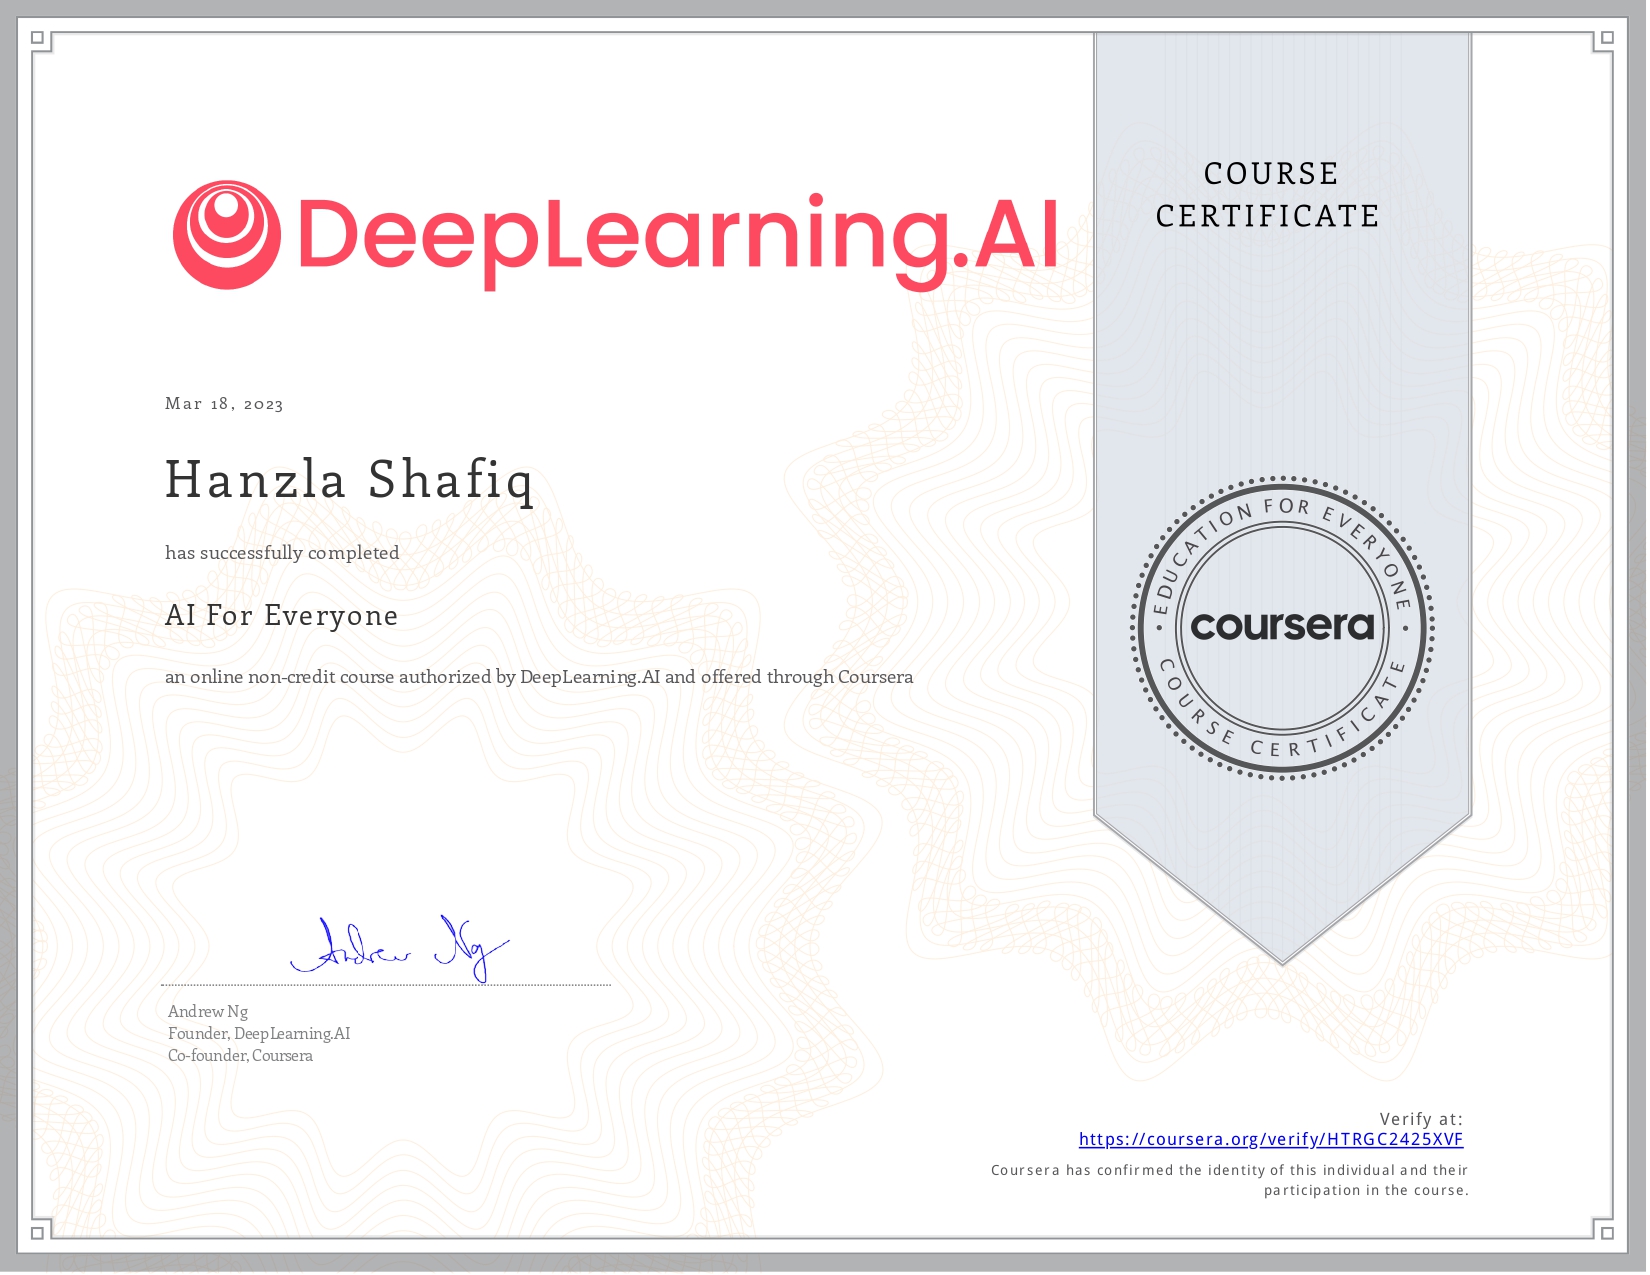 DeepLearning.AI
COURSE
CERTIFICATE
Mar 18, 2023
Hanzla Shafiq
has successfully completed
AI For Everyone
an online non-credit course authorized by DeepLearning.AI and offered through Coursera
EDUCATION FOR EVERYONE
coursera
COURSE CERTIFICATE
Andrew Ng
Andrew Ng
Founder, DeepLearning.AI
Co-founder, Coursera
Verify at:
https://coursera.org/verify/HTRGC2425XVF
Coursera has confirmed the identity of this individual and their
participation in the course.